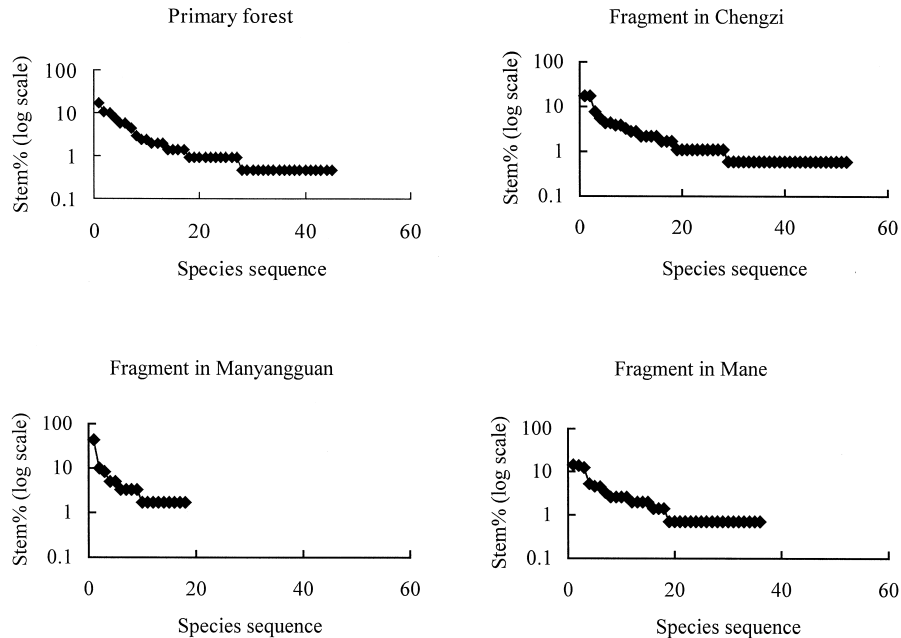 Primary forest
Stem% (log scale)
100
10
1
0.1
0 20 40 60
Species sequence
Fragment in Chengzi
Stem% (log scale)
100
10
1
0.1
0 20 40 60
Species sequence
Fragment in Manyangguan
Stem% (log scale)
100
10
1
0.1
0 20 40 60
Species sequence
Fragment in Mane
Stem% (log scale)
100
10
1
0.1
0 20 40 60
Species sequence